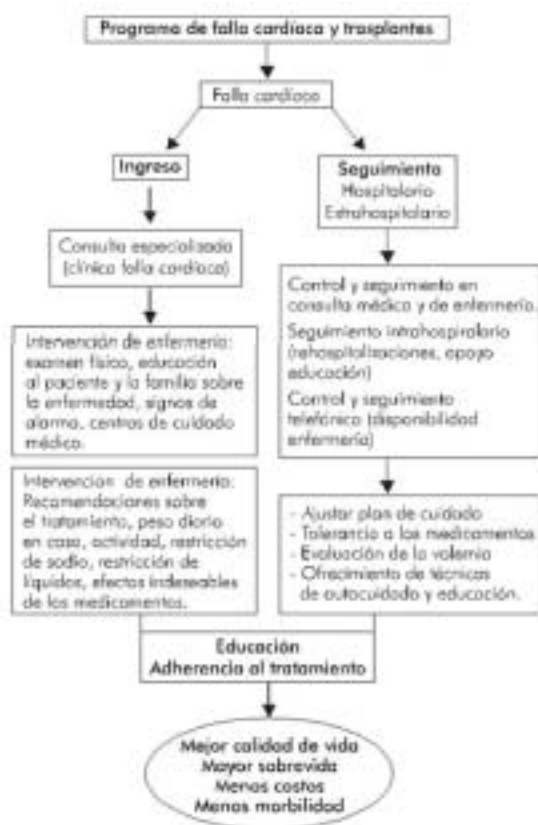 Programa de falla cardíaca y trasplantes
Falla cardíaca
Ingreso
Consulta especializada
(clínica falla cardíaca)
Intervención de enfermería:
examen físico, educación
al paciente y la familia sobre
la enfermedad, signos de
alarma, centros de cuidado
médico.
Intervención de enfermería:
Recomendaciones sobre
el tratamiento, peso diario
en casa, actividad, restricción
de sodio, restricción de
líquidos, efectos indeseables
de los medicamentos.
Seguimiento
Hospitalario
Extrahospitalario
Control y seguimiento en
consulta médica y de enfermería.
Seguimiento intrahospitalario
(rehospitalizaciones, apoyo
educación)
Control y seguimiento
telefónico (disponibilidad
enfermería)
- Ajustar plan de cuidado
- Tolerancia a los medicamentos
- Evaluación de la volemia
- Ofrecimiento de técnicas
de autocuidado y educación.
Educación
Adherencia al tratamiento
Mejor calidad de vida
Mayor sobrevida
Menos costos
Menos morbilidad